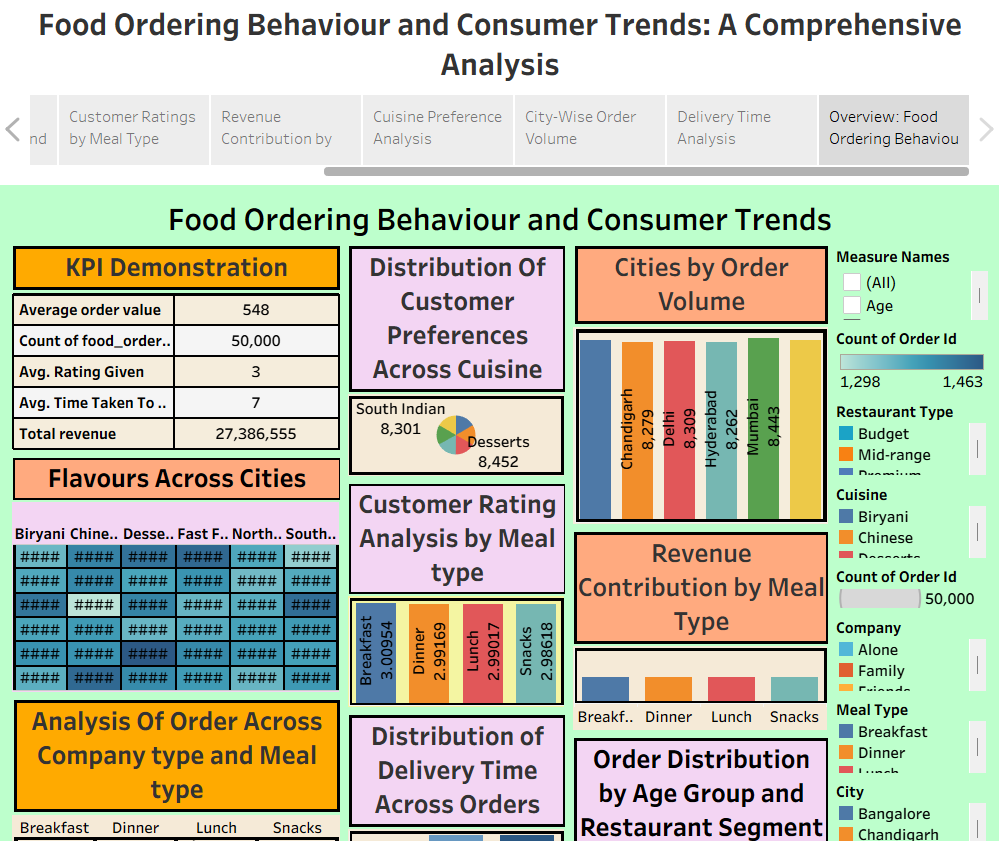 Food Ordering Behaviour and Consumer Trends: A Comprehensive
Analysis
nd
Customer Ratings
by Meal Type
Revenue
Contribution by
Cuisine Preference
Analysis
City-Wise Order
Volume
Delivery Time
Analysis
Overview: Food
Ordering Behaviou
Food Ordering Behaviour and Consumer Trends
KPI Demonstration
Average order value 548
Count of food_order.. 50,000
Avg. Rating Given 3
Avg. Time Taken To .. 7
Total revenue 27,386,555
Flavours Across Cities
Biryani Chine.. Desse.. Fast F.. North.. South..
#### #### #### #### #### ####
#### #### #### #### #### ####
#### #### #### #### #### ####
#### #### #### #### #### ####
#### #### #### #### #### ####
#### #### #### #### #### ####
Analysis Of Order Across
Company type and Meal
type
Breakfast Dinner Lunch Snacks
Distribution Of
Customer
Preferences
Across Cuisine
South Indian
8,301
Desserts
8,452
Customer Rating
Analysis by Meal
type
Breakfast
3.00954
Dinner
2.99169
Lunch
2.99017
Snacks
2.98618
Distribution of
Delivery Time
Across Orders
Cities by Order
Volume
Chandigarh
8,279
Delhi
8,309
Hyderabad
8,262
Mumbai
8,443
Revenue
Contribution by Meal
Type
Breakf.. Dinner Lunch Snacks
Order Distribution
by Age Group and
Restaurant Segment
Measure Names
(All)
Age
Count of Order Id
1,298 1,463
Restaurant Type
Budget
Mid-range
Premium
Cuisine
Biryani
Chinese
Desserts
Count of Order Id
50,000
Company
Alone
Family
Friends
Meal Type
Breakfast
Dinner
Lunch
City
Bangalore
Chandigarh